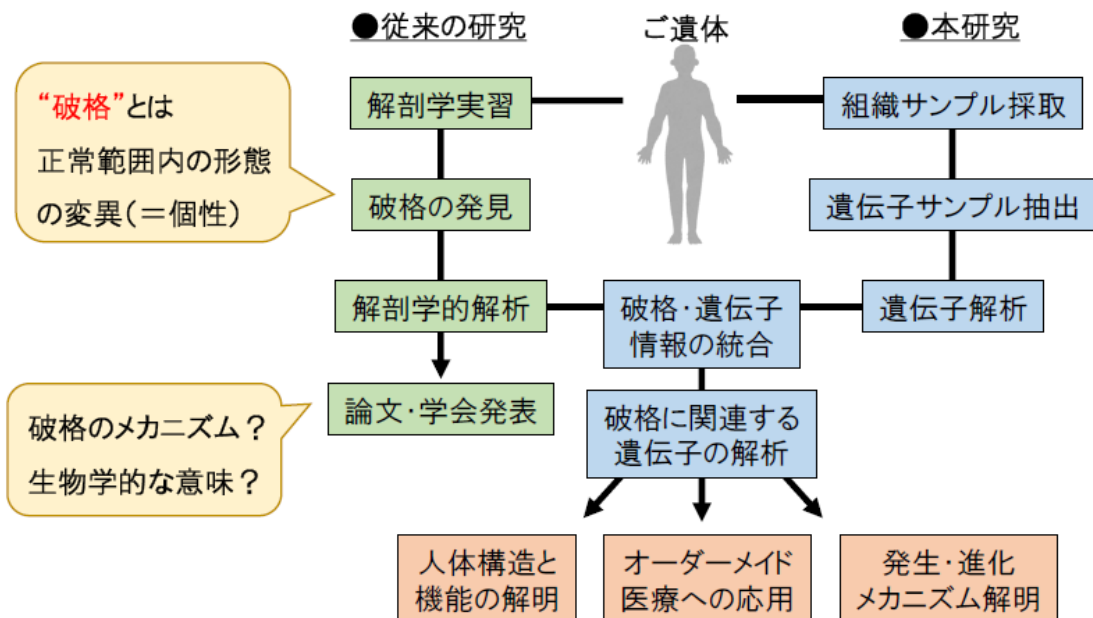 ●従来の研究
ご遺体
●本研究
“破格”とは
正常範囲内の形態
の変異(＝個性)
解剖学実習
組織サンプル採取
破格の発見
遺伝子サンプル抽出
解剖学的解析
破格・遺伝子
情報の統合
遺伝子解析
破格のメカニズム？
生物学的な意味？
論文・学会発表
破格に関連する
遺伝子の解析
人体構造と
機能の解明
オーダーメイド
医療への応用
発生・進化
メカニズム解明